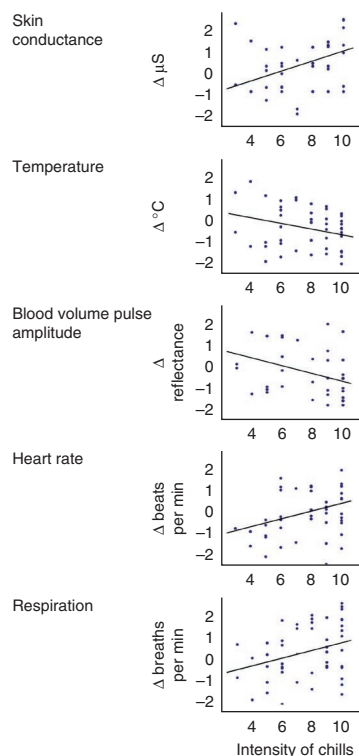 Skin
conductance
Δ µS
2
1
0
−1
−2
4 6 8 10
Temperature
Δ °C
2
1
0
−1
−2
4 6 8 10
Blood volume pulse
amplitude
Δ
reflectance
2
1
0
−1
−2
4 6 8 10
Heart rate
Δ beats
per min
2
1
0
−1
−2
4 6 8 10
Respiration
Δ breaths
per min
2
1
0
−1
−2
4 6 8 10
Intensity of chills